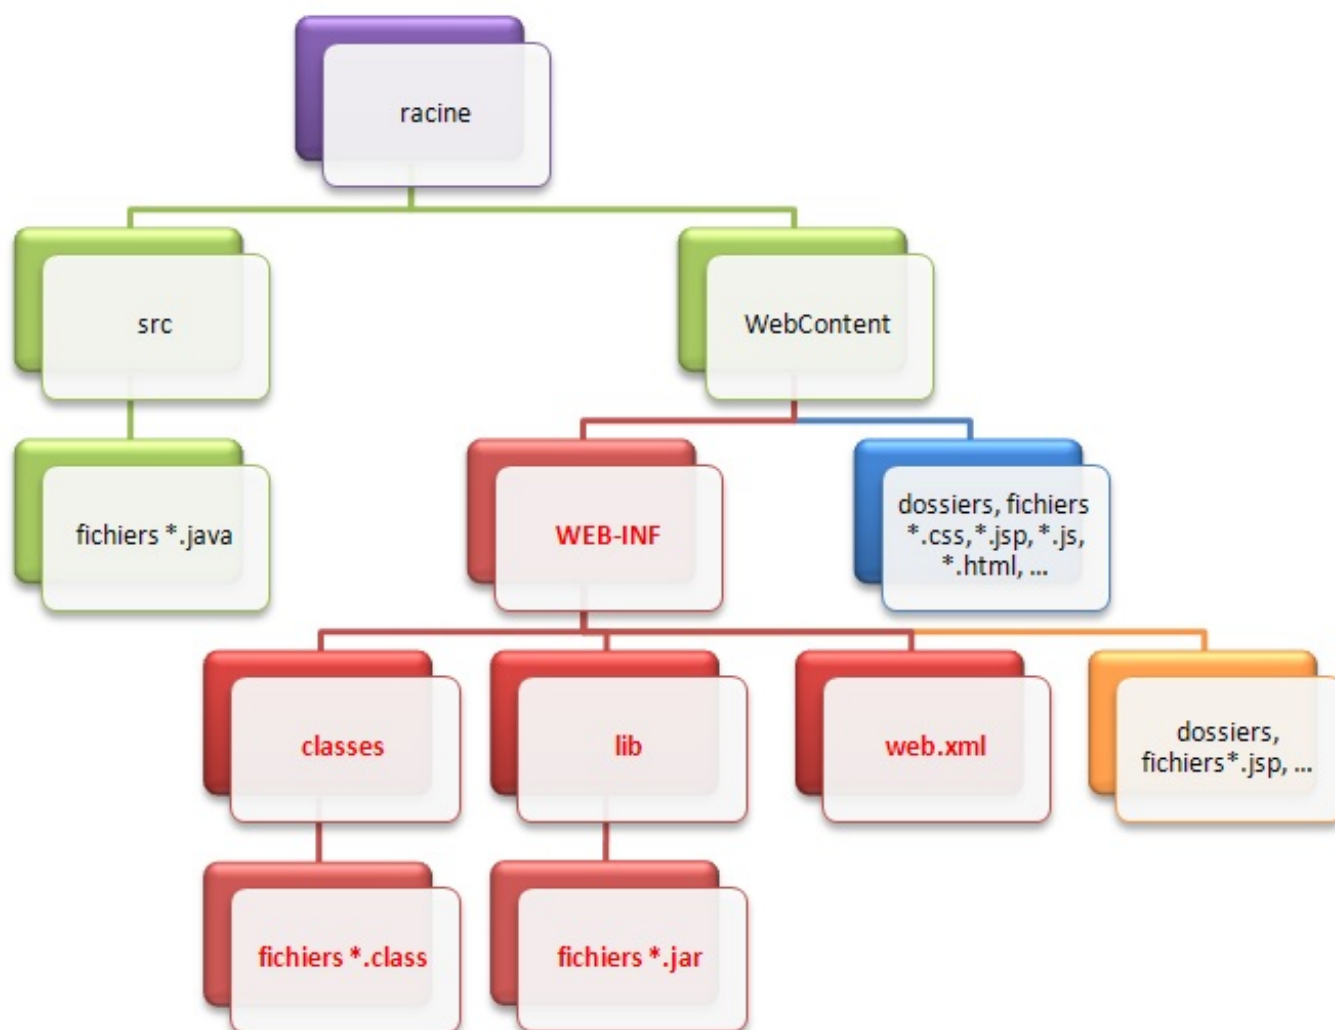 racine
src
WebContent
fichiers *.java
WEB-INF
dossiers, fichiers
*.css,*.jsp, *.js,
*.html, ...
classes
lib
web.xml
dossiers,
fichiers*.jsp, ...
fichiers *.class
fichiers *.jar